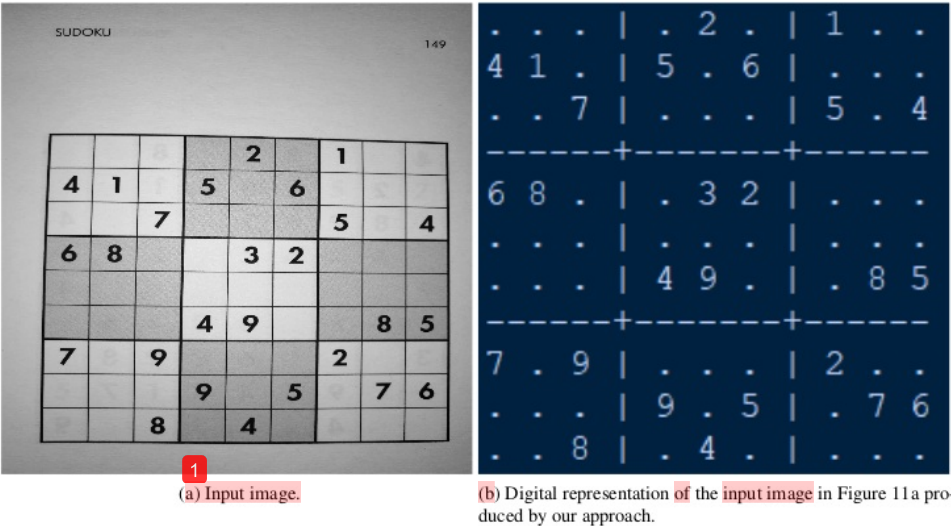 SUDOKU
149
2 1
4 1 5 6
7 5 4
6 8 3 2
4 9 8 5
7 9 2
9 5 7 6
8 4
. . . | . 2 . | 1 . .
4 1 . | 5 . 6 | . . .
. . 7 | . . . | 5 . 4
------+-------+------
6 8 . | . 3 2 | . . .
. . . | . . . | . . .
. . . | 4 9 . | . 8 5
------+-------+------
7 . 9 | . . . | 2 . .
. . . | 9 . 5 | . 7 6
. . 8 | . 4 . | . . .
1
(a) Input image.
(b) Digital representation of the input image in Figure 11a pro-
duced by our approach.